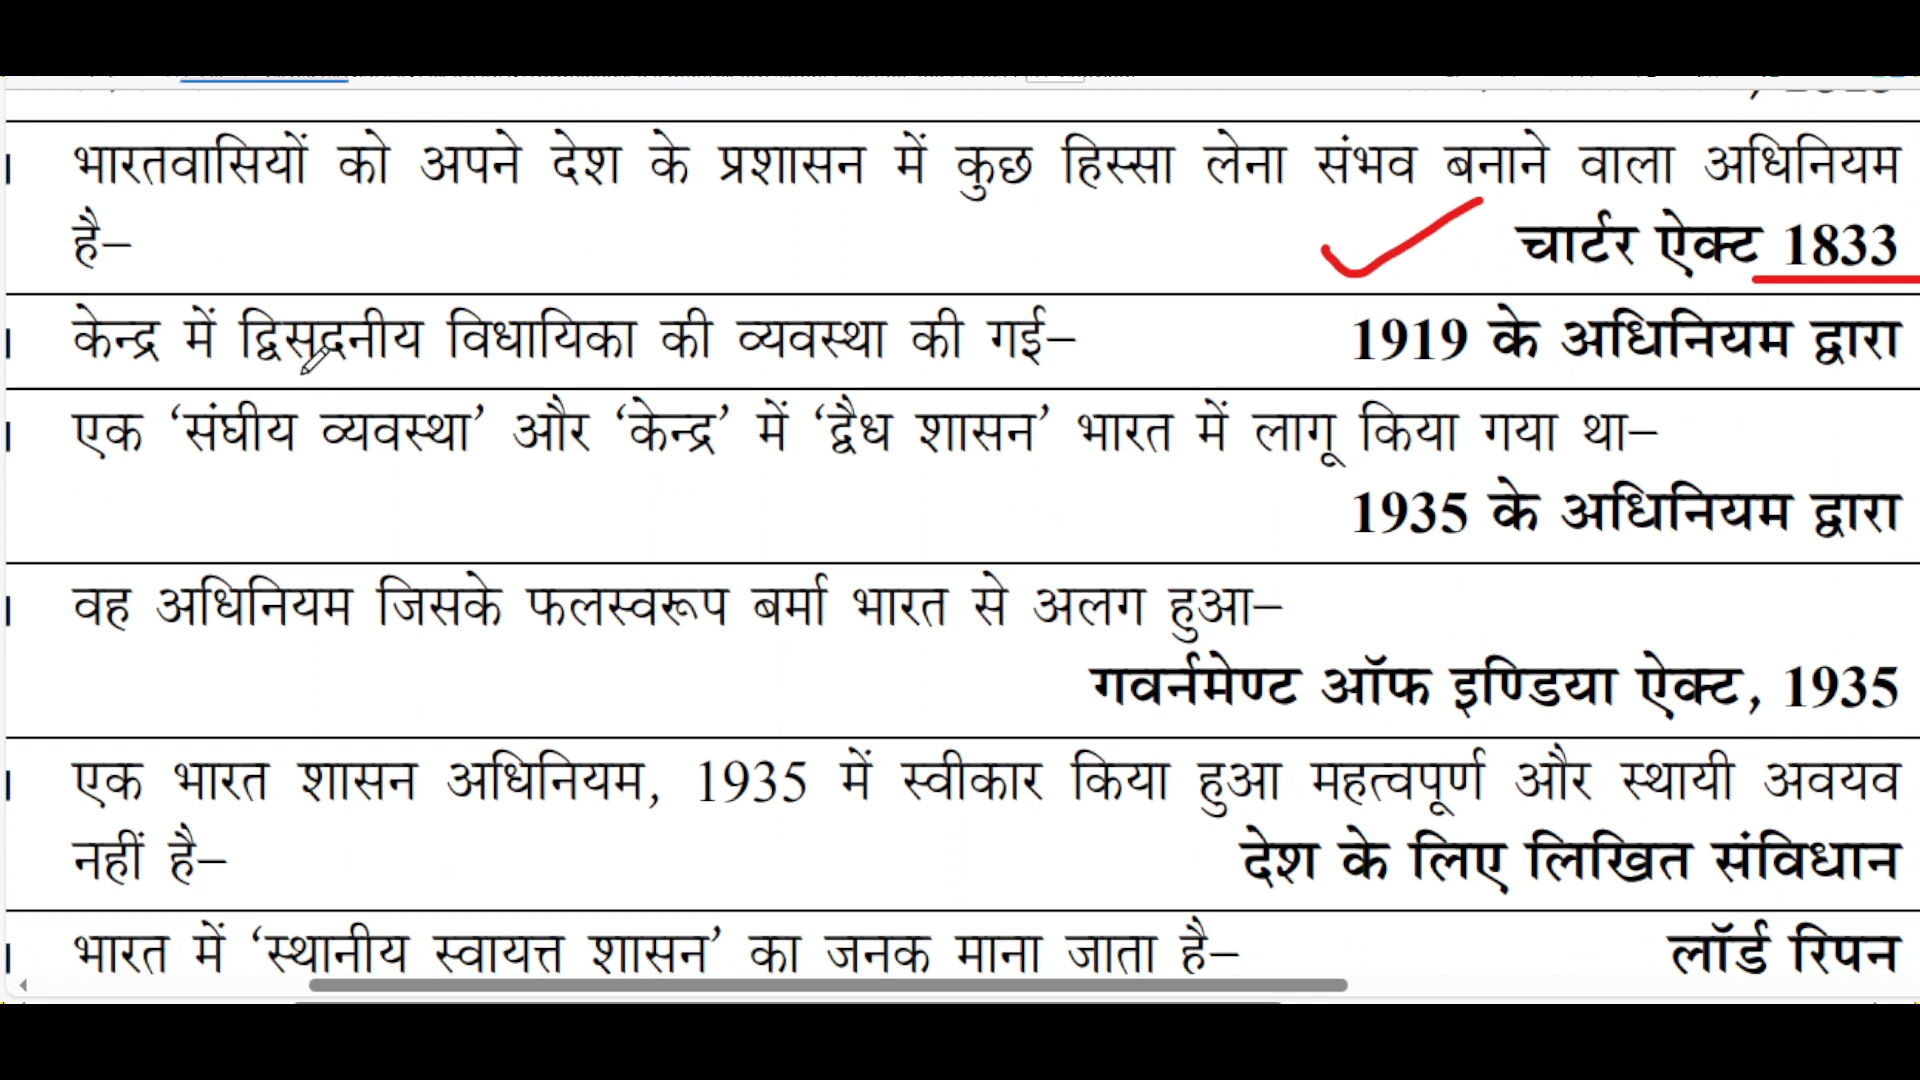 भारतवासियों को अपने देश के प्रशासन में कुछ हिस्सा लेना संभव बनाने वाला अधिनियम
है– चार्टर ऐक्ट 1833
केन्द्र में द्विसदनीय विधायिका की व्यवस्था की गई– 1919 के अधिनियम द्वारा
एक ‘संघीय व्यवस्था’ और ‘केन्द्र’ में ‘द्वैध शासन’ भारत में लागू किया गया था–
1935 के अधिनियम द्वारा
वह अधिनियम जिसके फलस्वरूप बर्मा भारत से अलग हुआ–
गवर्नमेण्ट ऑफ इण्डिया ऐक्ट, 1935
एक भारत शासन अधिनियम, 1935 में स्वीकार किया हुआ महत्वपूर्ण और स्थायी अवयव
नहीं है– देश के लिए लिखित संविधान
भारत में ‘स्थानीय स्वायत्त शासन’ का जनक माना जाता है– लॉर्ड रिपन